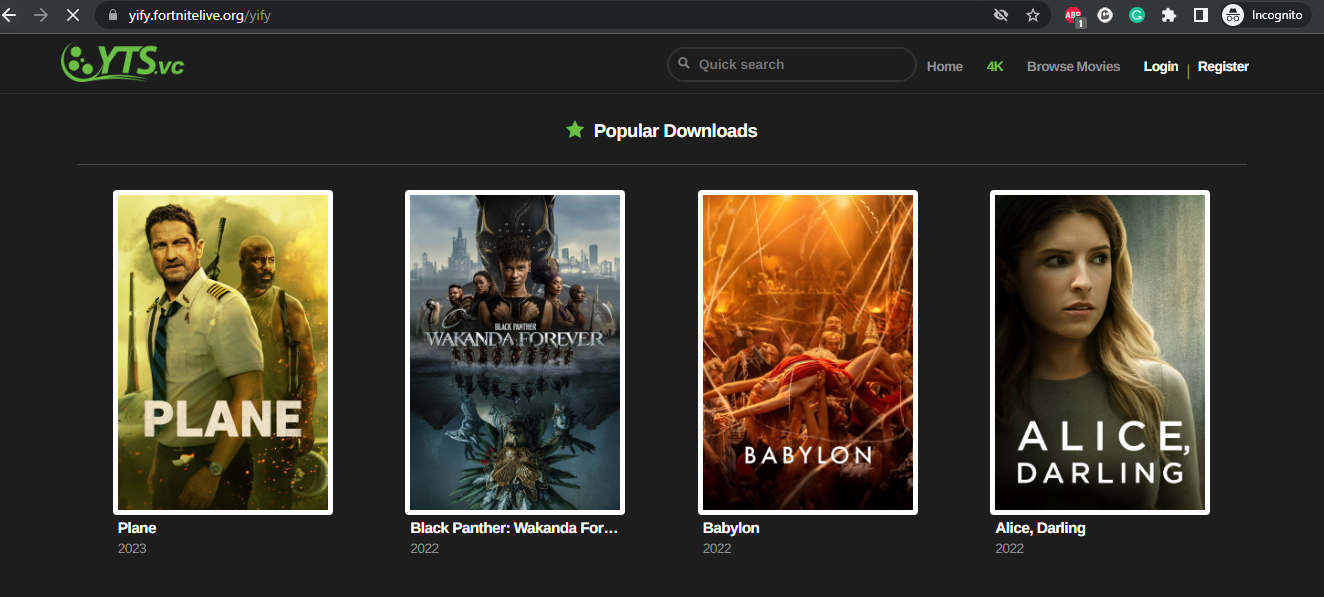 yify.fortnitelive.org/yify
ABP
1
G
Incognito
YTS.vc
Quick search
Home
4K
Browse Movies
Login
|
Register
Popular Downloads
PLANE
BLACK PANTHER
WAKANDA FOREVER
BABYLON
ALICE,
DARLING
Plane
Black Panther: Wakanda For...
Babylon
Alice, Darling
2023
2022
2022
2022